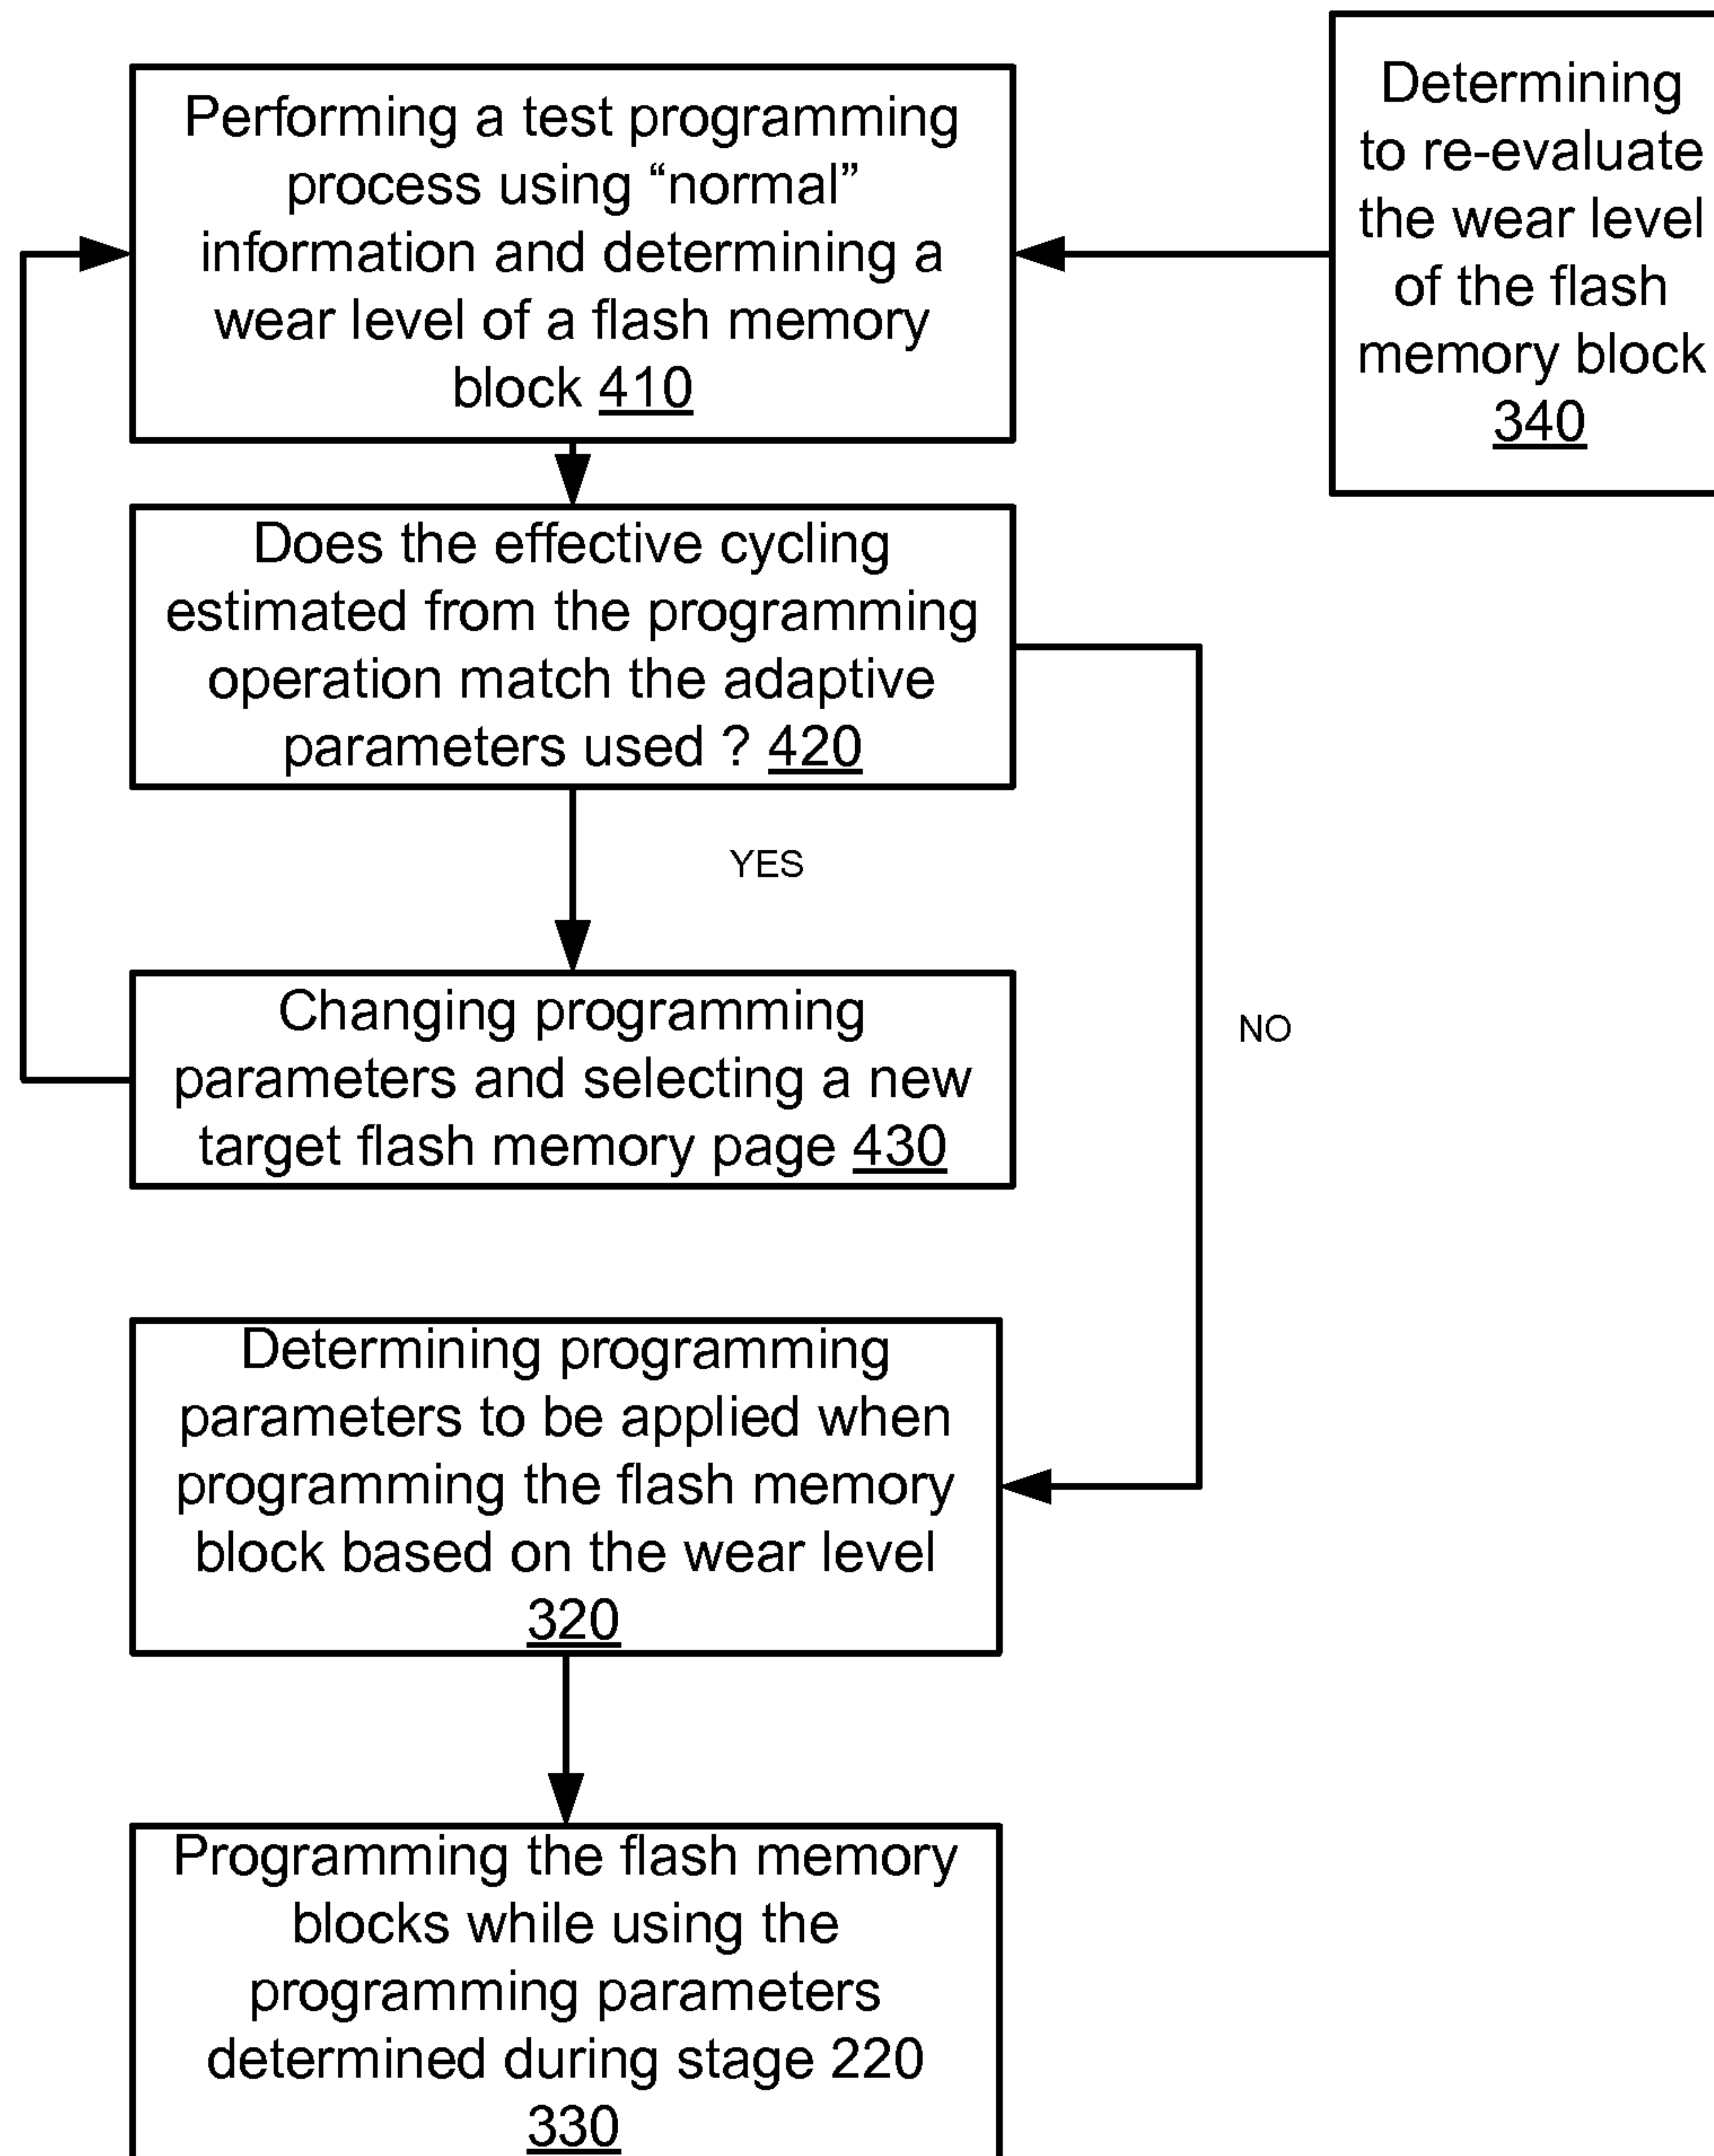 Performing a test programming
process using “normal”
information and determining a
wear level of a flash memory
block 410
Determining
to re-evaluate
the wear level
of the flash
memory block
340
Does the effective cycling
estimated from the programming
operation match the adaptive
parameters used ? 420
YES
NO
Changing programming
parameters and selecting a new
target flash memory page 430
Determining programming
parameters to be applied when
programming the flash memory
block based on the wear level
320
Programming the flash memory
blocks while using the
programming parameters
determined during stage 220
330